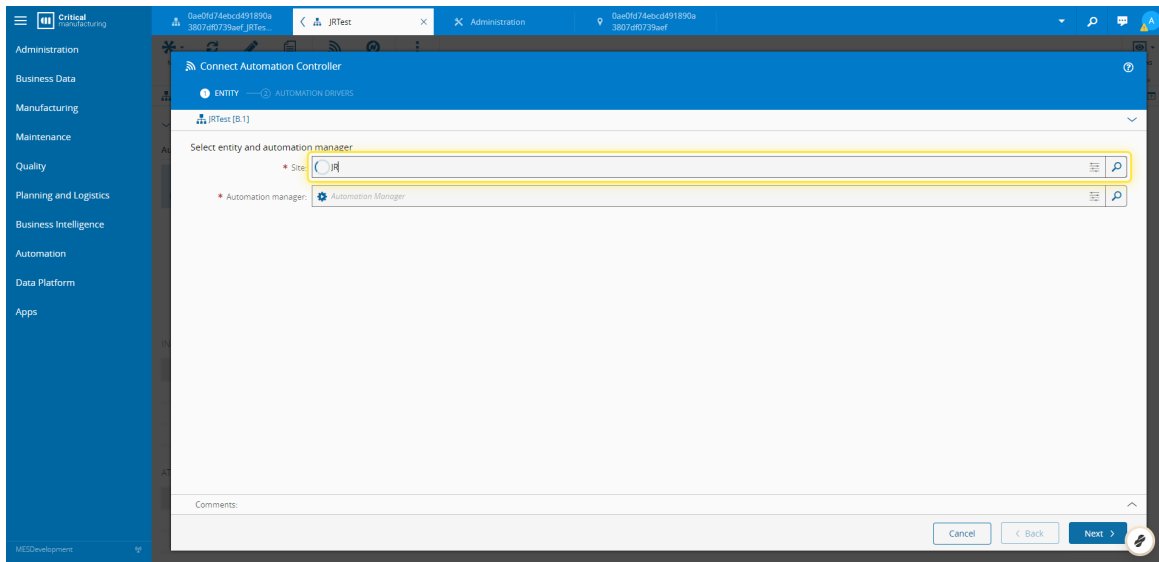 Critical
manufacturing
0ae0fd74ebcd491890a
3807df0739aef_JRTes...
JRTest
Administration
0ae0fd74ebcd491890a
3807df0739aef
A
Administration
Business Data
Manufacturing
Maintenance
Quality
Planning and Logistics
Business Intelligence
Automation
Data Platform
Apps
MESDevelopment
Connect Automation Controller
1 ENTITY 2 AUTOMATION DRIVERS
JRTest [B.1]
Select entity and automation manager
* Site: JR
* Automation manager: Automation Manager
Comments:
Cancel
< Back
Next >